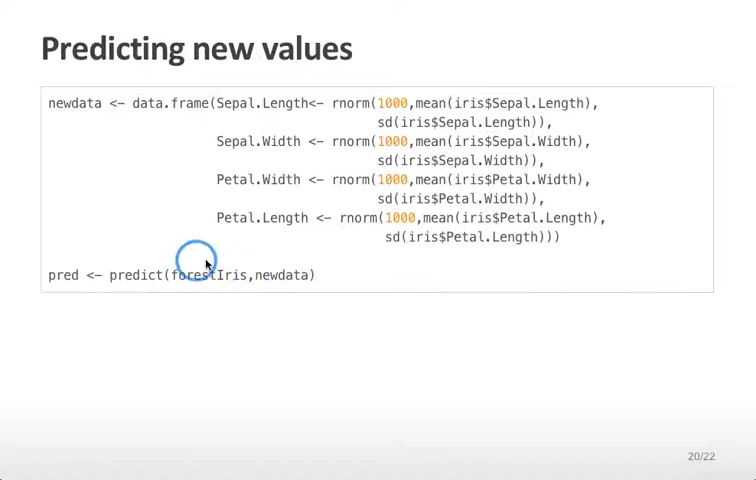 Predicting new values
newdata <- data.frame(Sepal.Length<- rnorm(1000,mean(iris$Sepal.Length),
sd(iris$Sepal.Length)),
Sepal.Width <- rnorm(1000,mean(iris$Sepal.Width),
sd(iris$Sepal.Width)),
Petal.Width <- rnorm(1000,mean(iris$Petal.Width),
sd(iris$Petal.Width)),
Petal.Length <- rnorm(1000,mean(iris$Petal.Length),
sd(iris$Petal.Length)))
pred <- predict(forestIris,newdata)
20/22